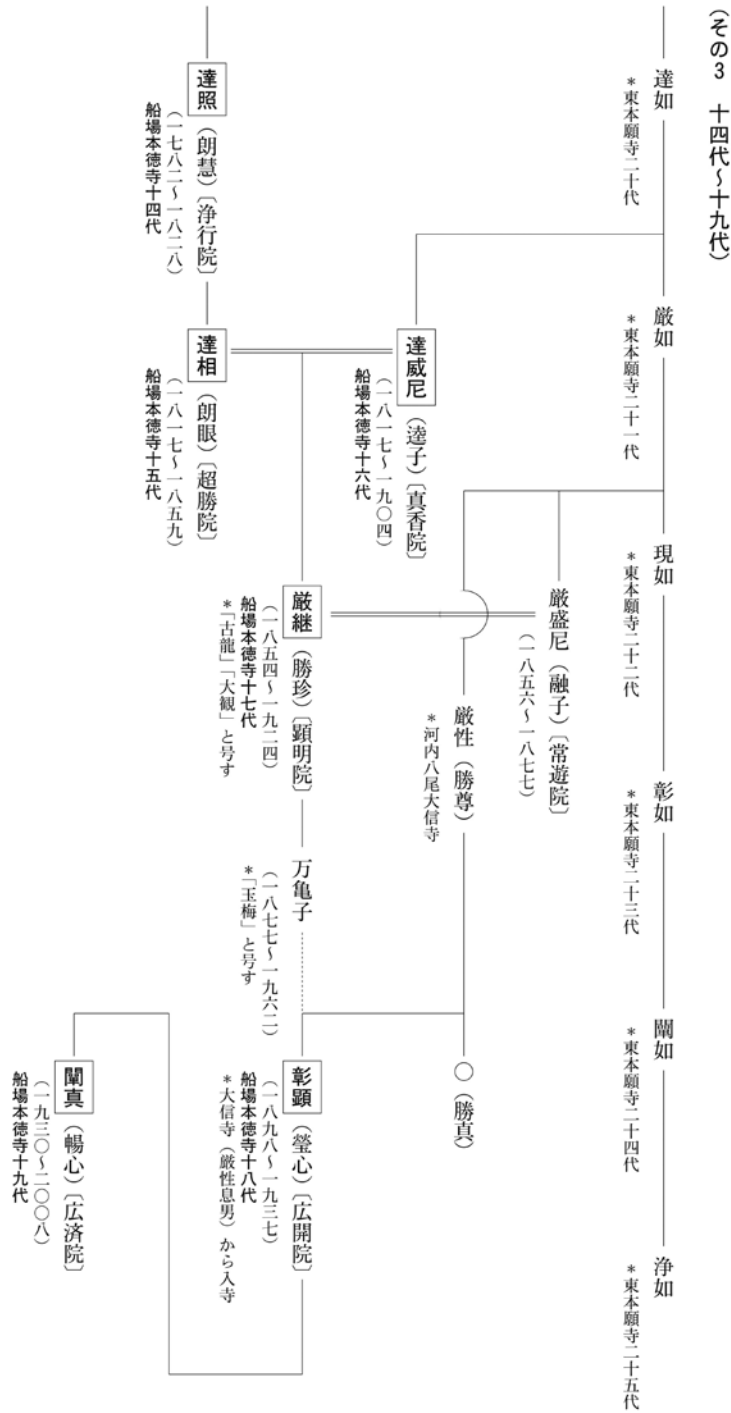 （その3　十四代～十九代）
達如
＊東本願寺二十代
厳如
＊東本願寺二十一代
現如
＊東本願寺二十二代
彰如
＊東本願寺二十三代
闡如
＊東本願寺二十四代
浄如
＊東本願寺二十五代
厳盛尼（融子）〔常遊院〕
（一八五六～一八七七）
厳性（勝尊）
＊河内八尾大信寺
〇（勝真）
達威尼（逵子）〔真香院〕
（一八一七～一九〇四）
船場本徳寺十六代
厳継（勝珍）〔顕明院〕
（一八五四～一九二四）
船場本徳寺十七代
＊「古龍」「大観」と号す
万亀子
（一八七七～一九六二）
＊「玉梅」と号す
彰顕（瑩心）〔広開院〕
（一八九八～一九三七）
船場本徳寺十八代
＊大信寺（厳性息男）から入寺
達照（朗慧）〔浄行院〕
（一七八二～一八二八）
船場本徳寺十四代
達相（朗眼）〔超勝院〕
（一八一七～一八五九）
船場本徳寺十五代
闡真（暢心）〔広済院〕
（一九三〇～二〇〇八）
船場本徳寺十九代